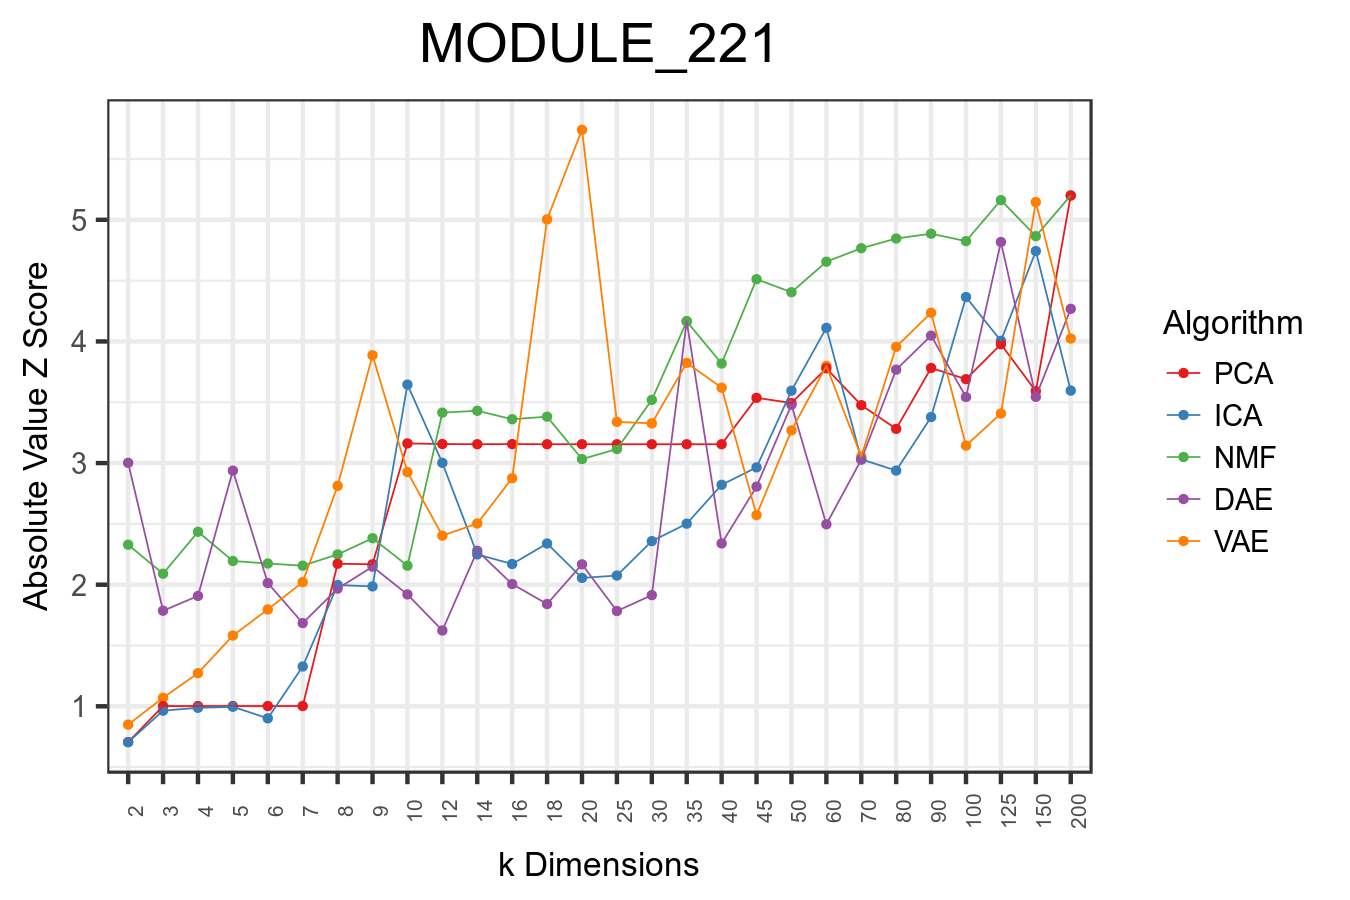 MODULE_221
Absolute Value Z Score
5
4
3
2
1
2 3 4 5 6 7 8 9 10 12 14 16 18 20 25 30 35 40 45 50 60 70 80 90 100 125 150 200
k Dimensions
Algorithm
PCA
ICA
NMF
DAE
VAE